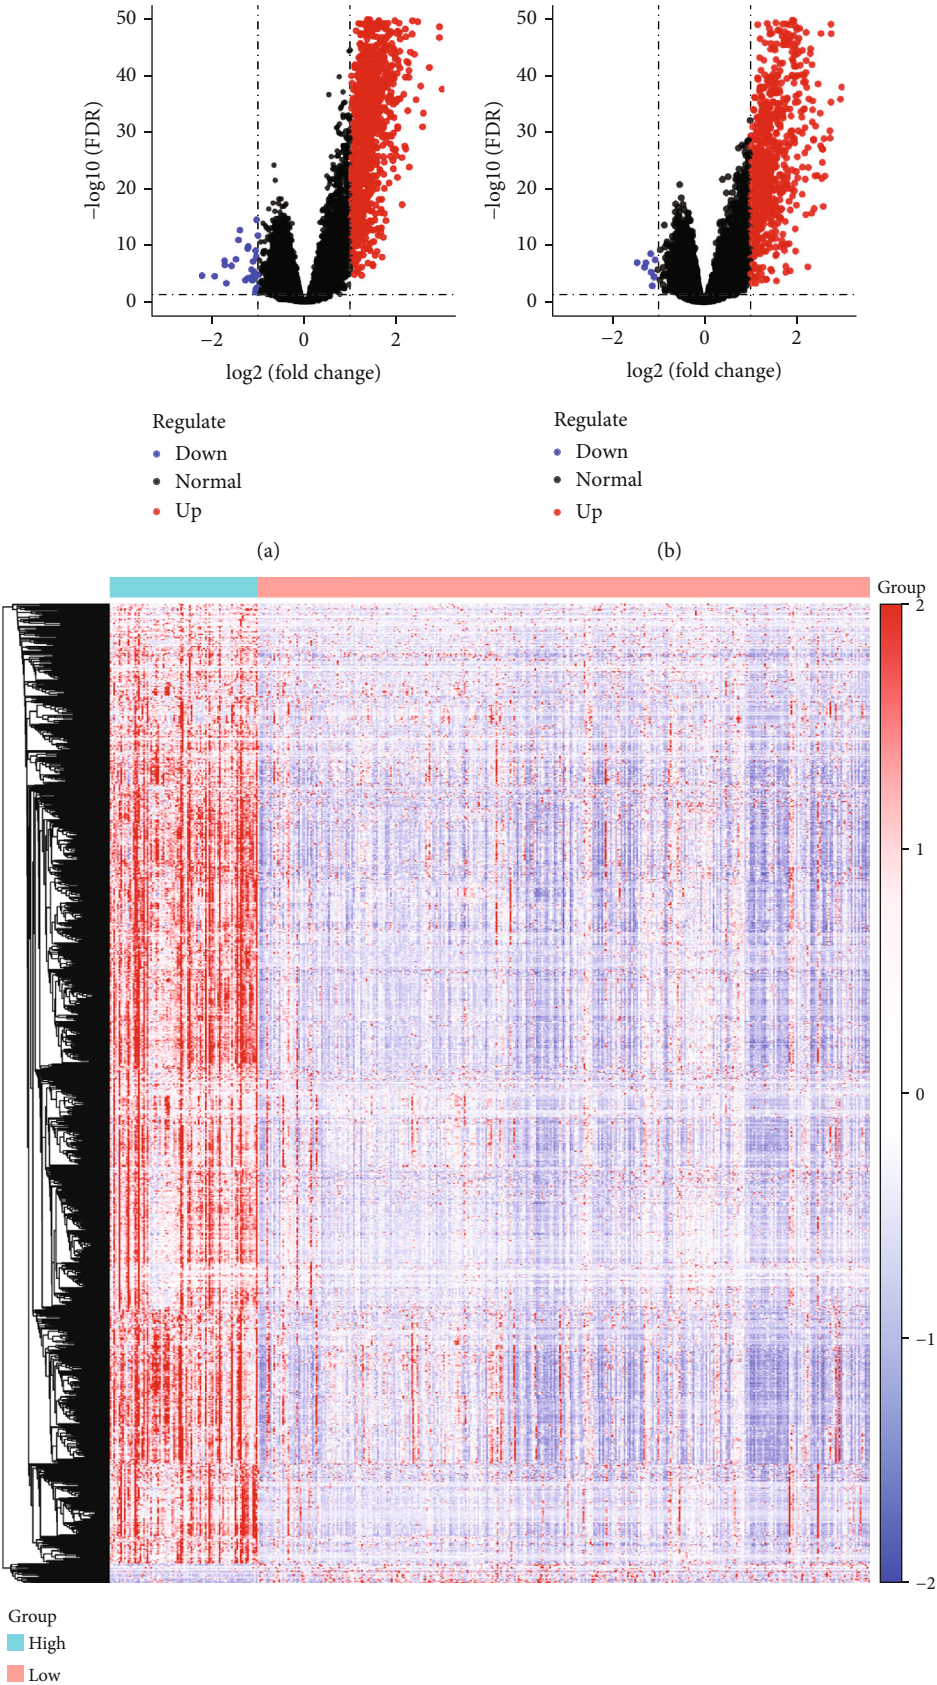 50
40
30
20
10
0
−log10 (FDR)
−2
0
2
log2 (fold change)
Regulate
Down
Normal
Up
(a)
50
40
30
20
10
0
−log10 (FDR)
−2
0
2
log2 (fold change)
Regulate
Down
Normal
Up
(b)
Group
2
1
0
−1
−2
Group
High
Low